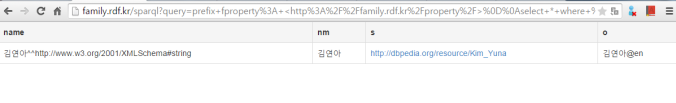 family.rdf.kr/sparql?query=prefix+fproperty%3A+<http%3A%2F%2Ffamily.rdf.kr%2Fproperty%2F>%0D%0Aselect+*+where+%
name nm s o
김연아^^http://www.w3.org/2001/XMLSchema#string 김연아 http://dbpedia.org/resource/Kim_Yuna 김연아@en